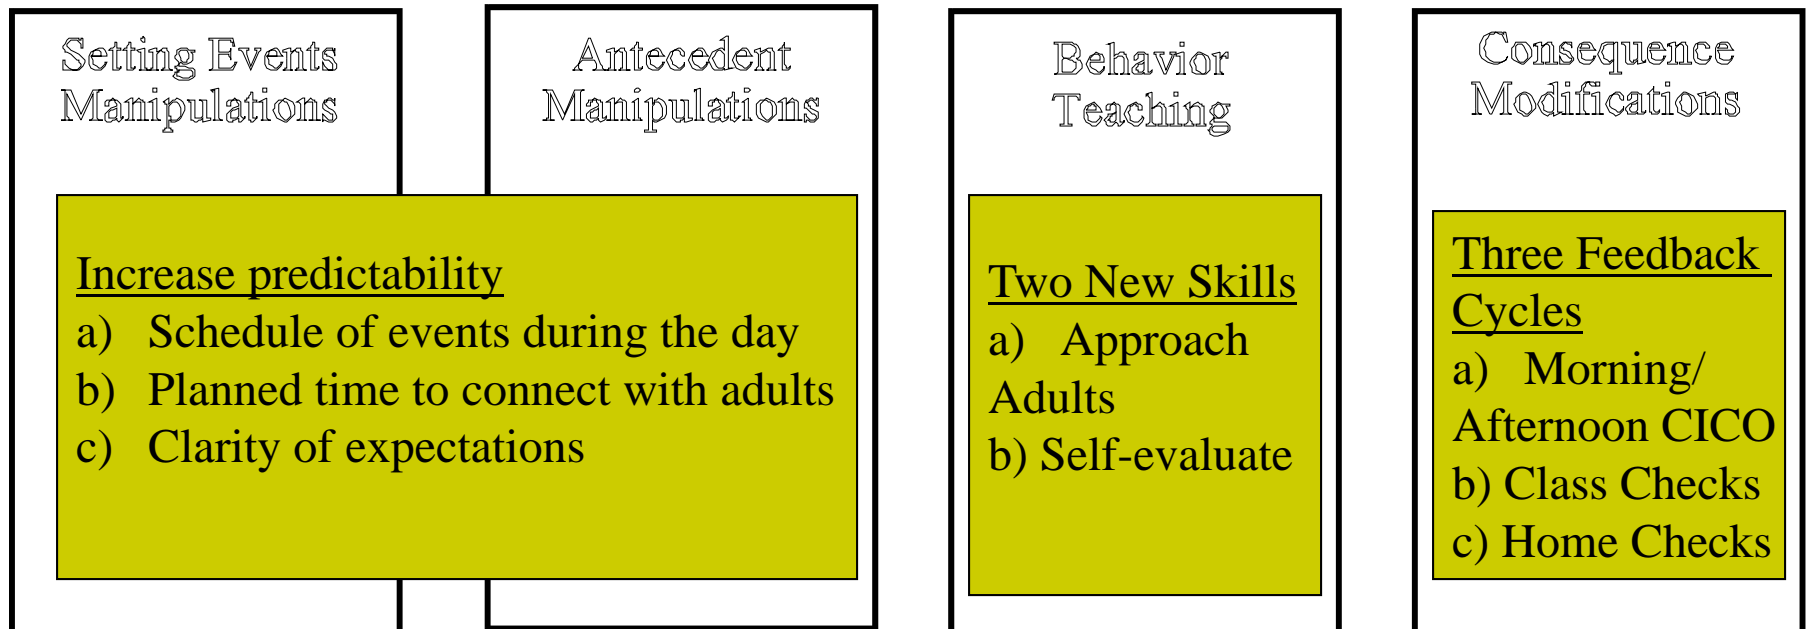 Setting Events
Manipulations
Antecedent
Manipulations
Behavior
Teaching
Consequence
Modifications
Increase predictability
a) Schedule of events during the day
b) Planned time to connect with adults
c) Clarity of expectations
Two New Skills
a) Approach
Adults
b) Self-evaluate
Three Feedback
Cycles
a) Morning/
Afternoon CICO
b) Class Checks
c) Home Checks